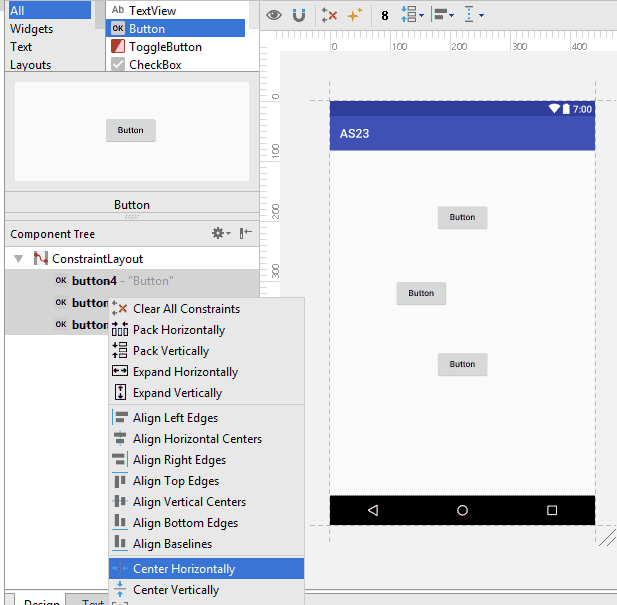 All
Widgets
Text
Layouts
Ab TextView
OK Button
ToggleButton
CheckBox
Button
Button
Component Tree
ConstraintLayout
OK button4 - "Button"
OK button
OK button
Clear All Constraints
Pack Horizontally
Pack Vertically
Expand Horizontally
Expand Vertically
Align Left Edges
Align Horizontal Centers
Align Right Edges
Align Top Edges
Align Vertical Centers
Align Bottom Edges
Align Baselines
Center Horizontally
Center Vertically
Design Text
8
0 100 200 300 400
0
100
200
300
7:00
AS23
Button
Button
Button